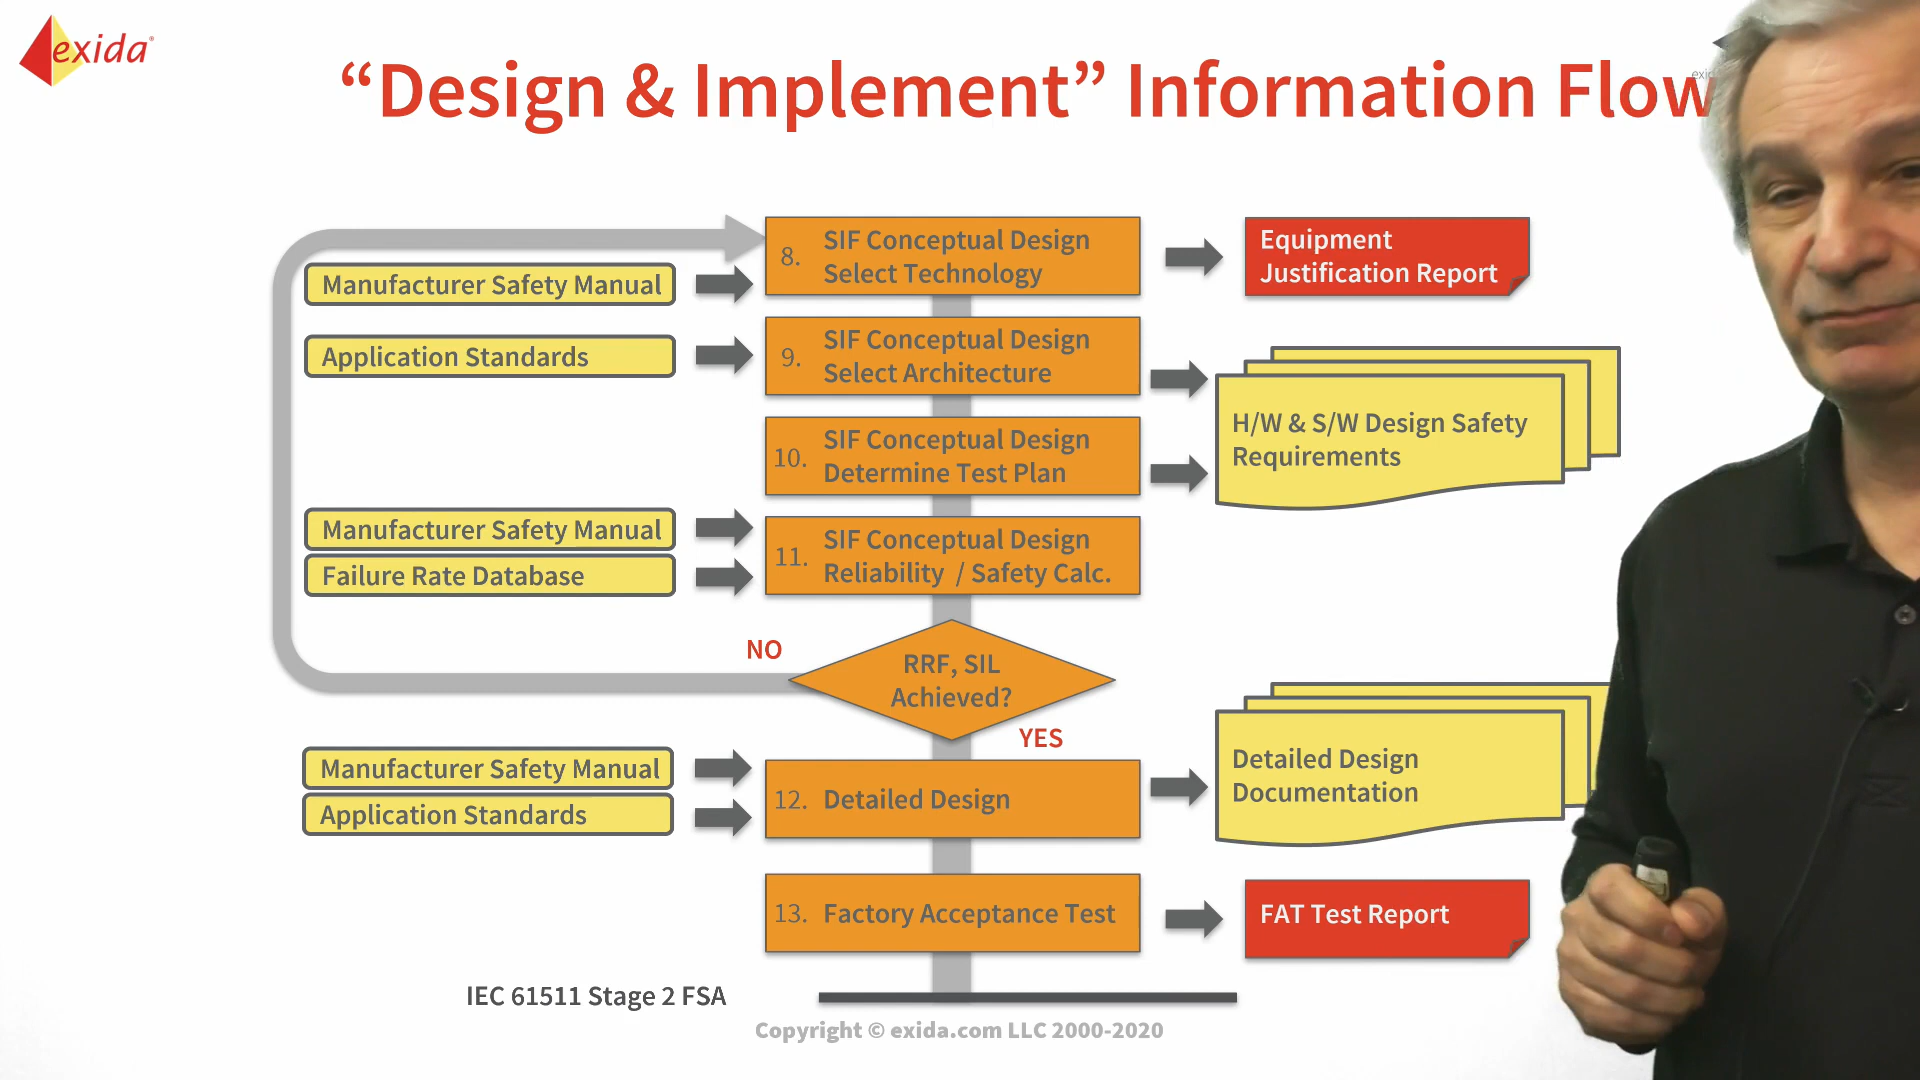 exida
"Design & Implement" Information Flow
exi
8. SIF Conceptual Design
Select Technology
Manufacturer Safety Manual
Equipment
Justification Report
9. SIF Conceptual Design
Select Architecture
Application Standards
10. SIF Conceptual Design
Determine Test Plan
H/W & S/W Design Safety
Requirements
Manufacturer Safety Manual
Failure Rate Database
11. SIF Conceptual Design
Reliability / Safety Calc.
NO
RRF, SIL
Achieved?
YES
Manufacturer Safety Manual
Application Standards
12. Detailed Design
Detailed Design
Documentation
13. Factory Acceptance Test
FAT Test Report
IEC 61511 Stage 2 FSA
Copyright © exida.com LLC 2000-2020